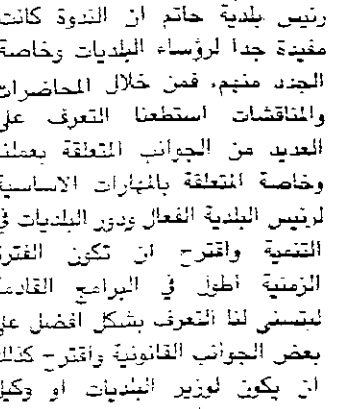 رئيس بلدية حاتم ان الندوة كانت
مفيدة جدا لرؤساء البلديات وخاصة
الجدد منهم، فمن خلال المحاضرات
والمناقشات استطعنا التعرف على
العديد من الجوانب المتعلقة بعملنا
وخاصة المتعلقة بالمهارات الاساسية
لرئيس البلدية الفعال ودور البلديات في
التنمية واقترح ان تكون الفترة
الزمنية أطول في البرامج القادمة
ليتسنى لنا التعرف بشكل افضل على
بعض الجوانب القانونية واقترح كذلك
ان يكون لوزير البلديات او وكيل